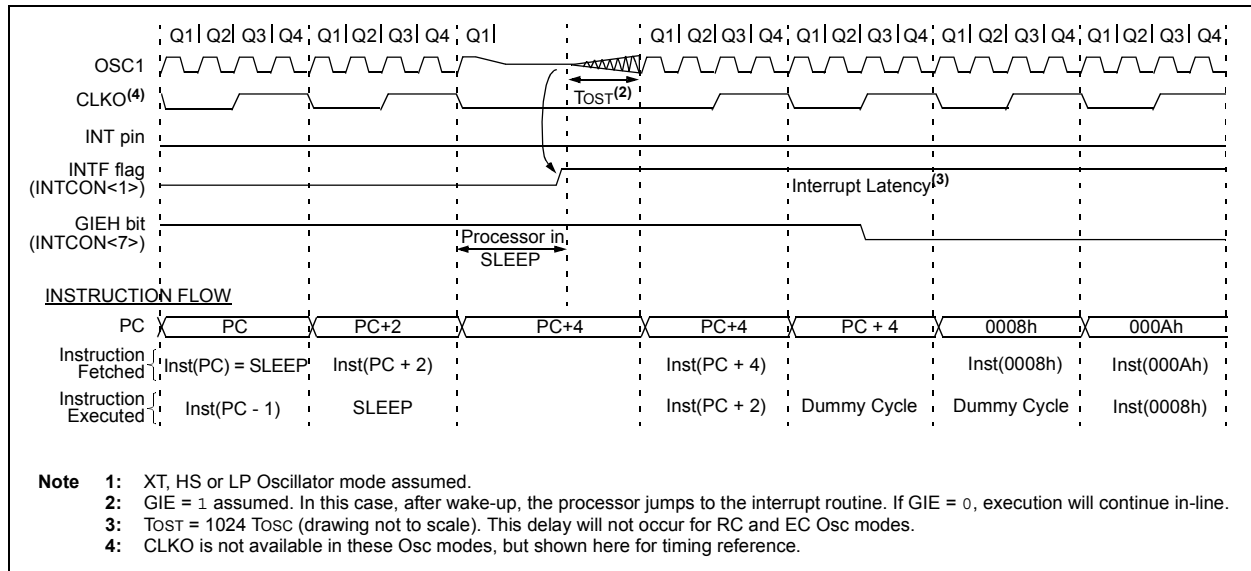 Q1 Q2 Q3 Q4 Q1 Q2 Q3 Q4 Q1 Q1 Q2 Q3 Q4 Q1 Q2 Q3 Q4 Q1 Q2 Q3 Q4 Q1 Q2 Q3 Q4
OSC1
CLKO(4)
TOST(2)
INT pin
INTF flag
(INTCON<1>)
Interrupt Latency(3)
GIEH bit
(INTCON<7>)
Processor in
SLEEP
INSTRUCTION FLOW
PC PC PC+2 PC+4 PC+4 PC + 4 0008h 000Ah
Instruction
Fetched
Inst(PC) = SLEEP Inst(PC + 2) Inst(PC + 4) Inst(0008h) Inst(000Ah)
Instruction
Executed
Inst(PC - 1) SLEEP Inst(PC + 2) Dummy Cycle Dummy Cycle Inst(0008h)
Note 1: XT, HS or LP Oscillator mode assumed.
2: GIE = 1 assumed. In this case, after wake-up, the processor jumps to the interrupt routine. If GIE = 0, execution will continue in-line.
3: TOST = 1024 TOSC (drawing not to scale). This delay will not occur for RC and EC Osc modes.
4: CLKO is not available in these Osc modes, but shown here for timing reference.